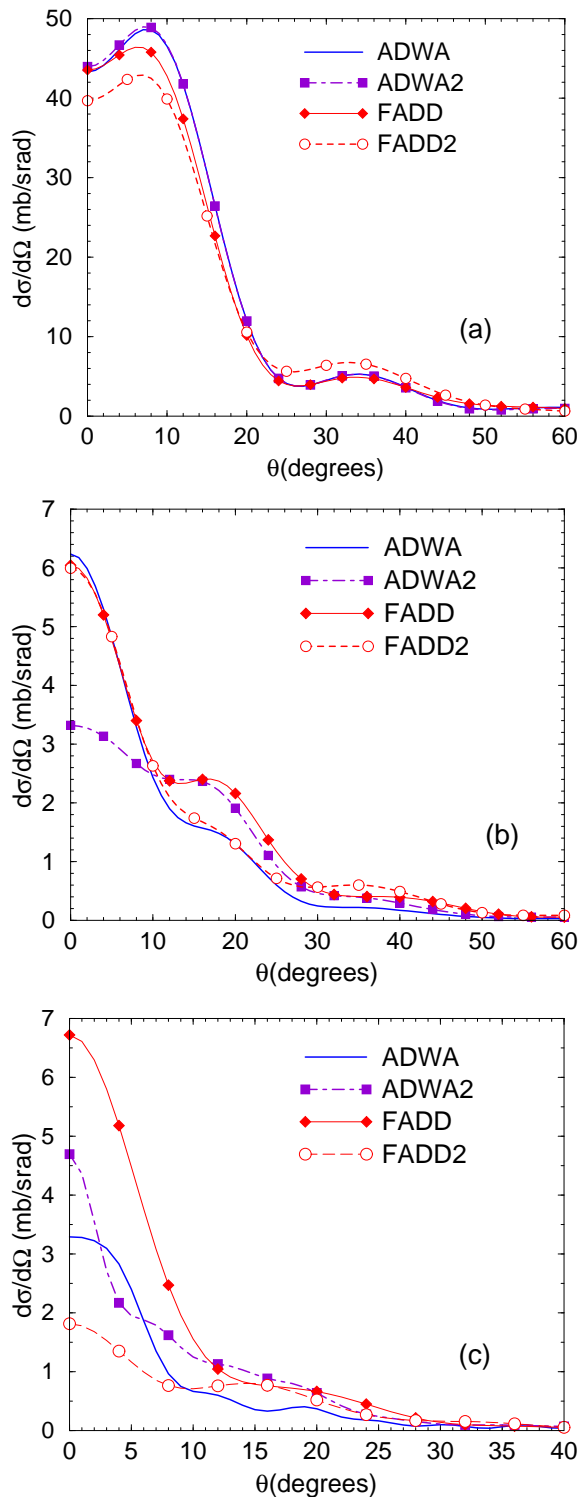 50
40
30
20
10
0
dσ/dΩ (mb/srad)
ADWA
ADWA2
FADD
FADD2
(a)
0 10 20 30 40 50 60
θ(degrees)
7
6
5
4
3
2
1
0
dσ/dΩ (mb/srad)
ADWA
ADWA2
FADD
FADD2
(b)
0 10 20 30 40 50 60
θ(degrees)
7
6
5
4
3
2
1
0
dσ/dΩ (mb/srad)
ADWA
ADWA2
FADD
FADD2
(c)
0 5 10 15 20 25 30 35 40
θ(degrees)